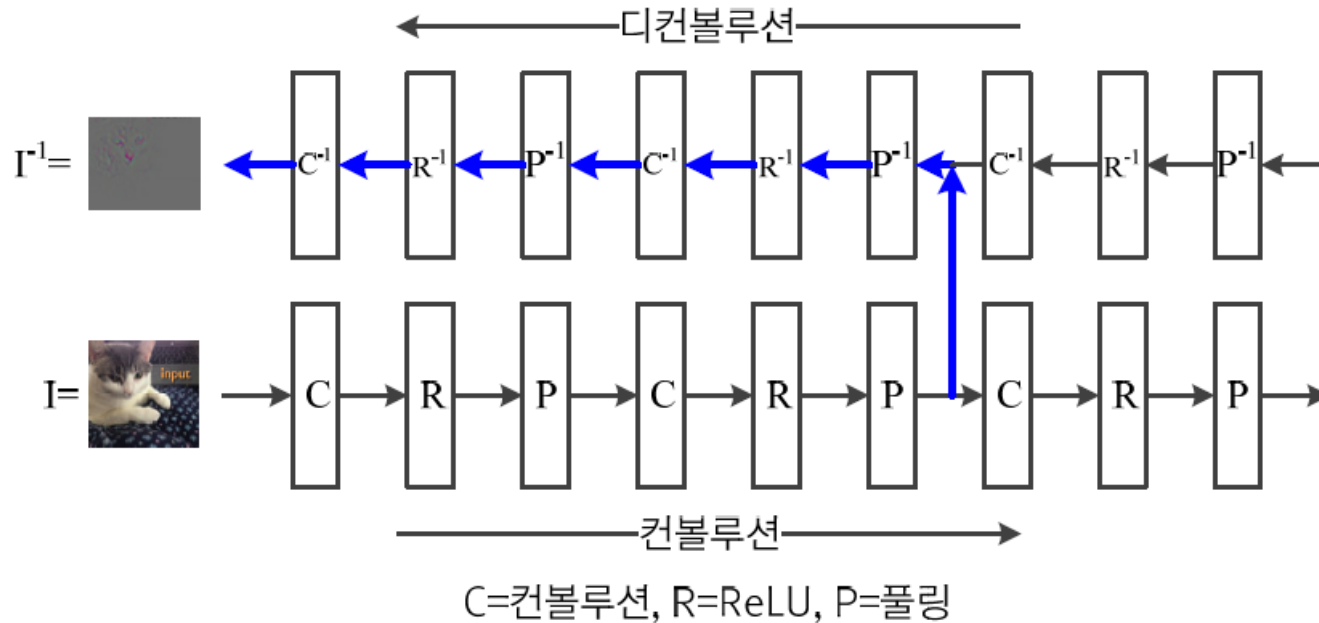 디컨볼루션
I⁻¹= C⁻¹ R⁻¹ P⁻¹ C⁻¹ R⁻¹ P⁻¹ C⁻¹ R⁻¹ P⁻¹
Input
I= C R P C R P C R P
컨볼루션
C=컨볼루션, R=ReLU, P=풀링